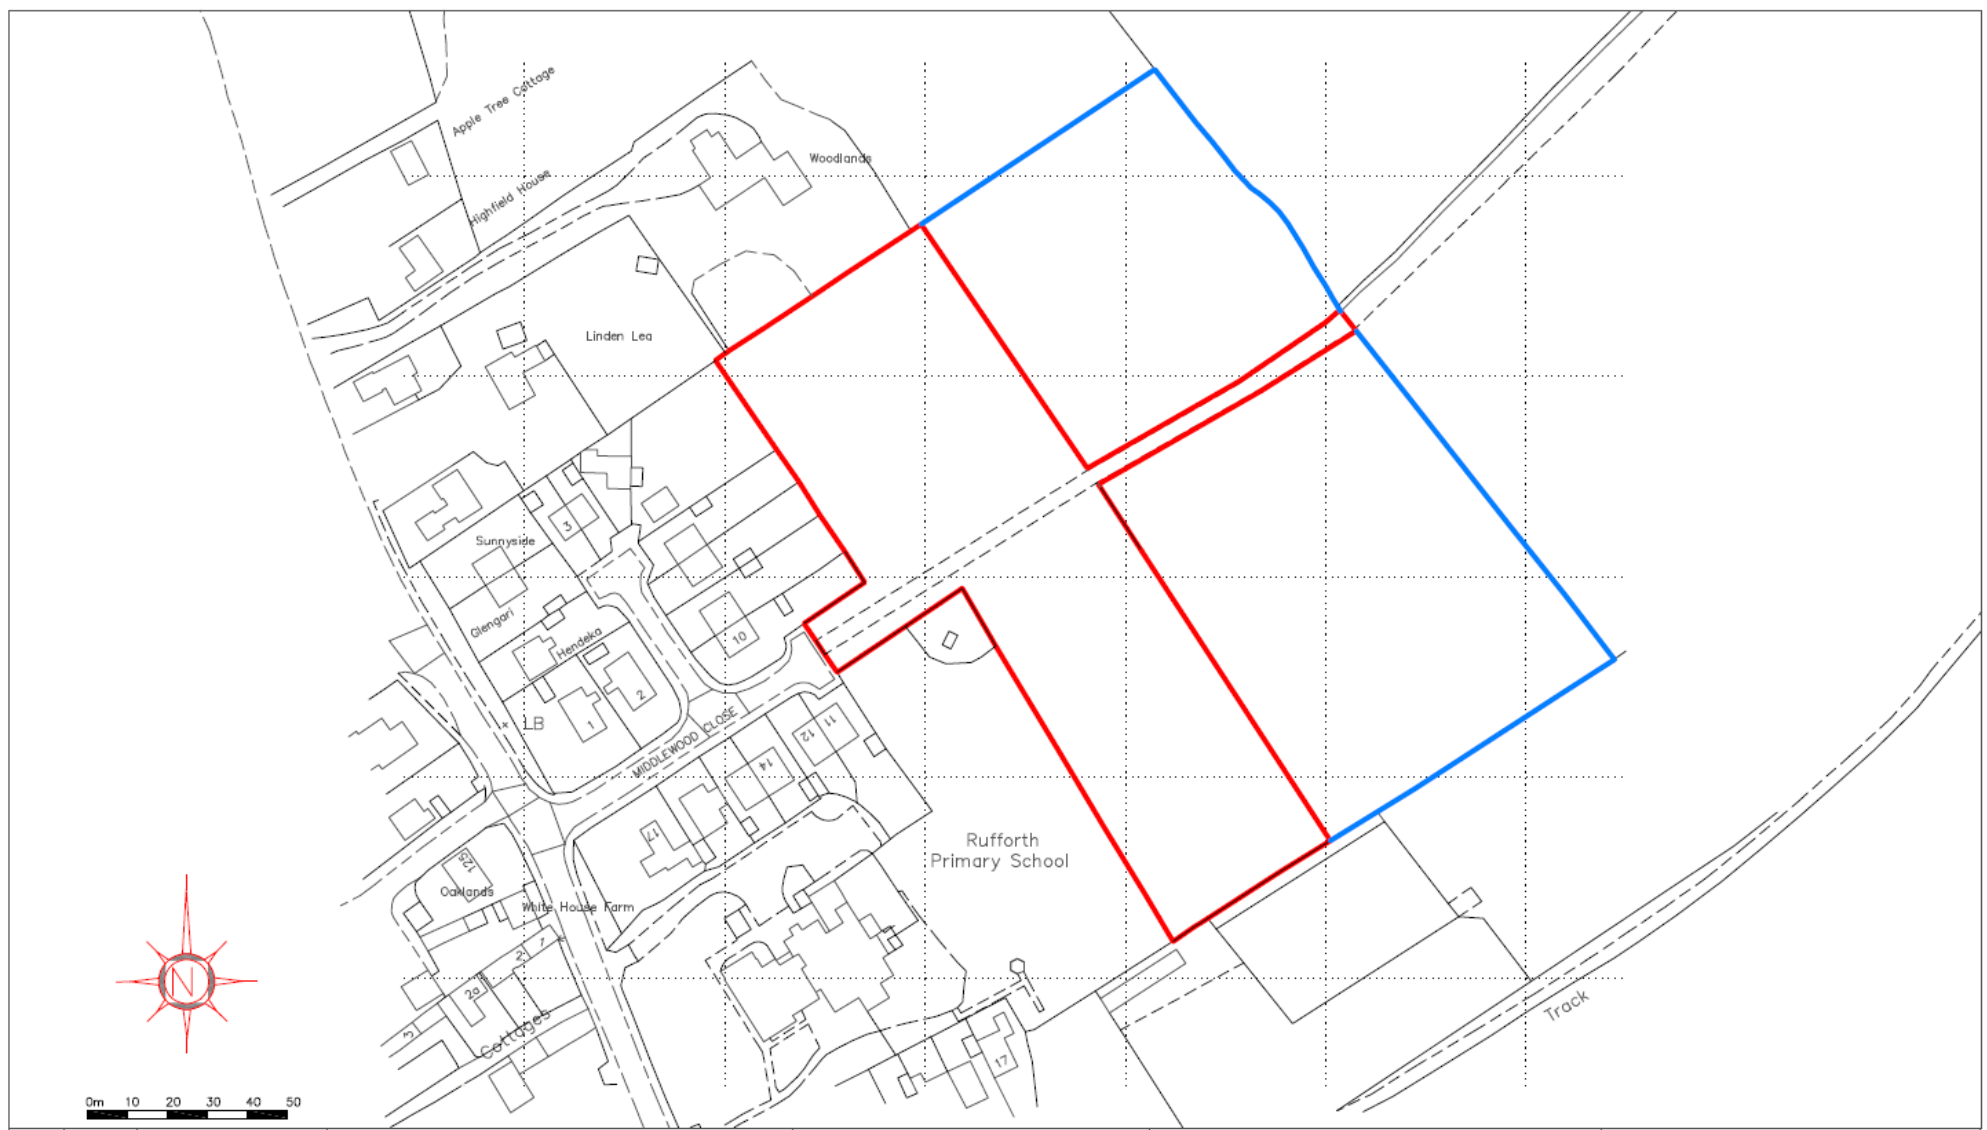 Apple Tree Cottage
Woodlands
Highfield House
Linden Lea
3
Sunnyside
Glengari
Hendeka
10
2
1
LB
MIDDLEWOOD CLOSE
11
12
14
17
Rufforth
Primary School
125
Oaklands
White House Farm
1
2
2a
3
Cottages
17
Track
N
0m 10 20 30 40 50